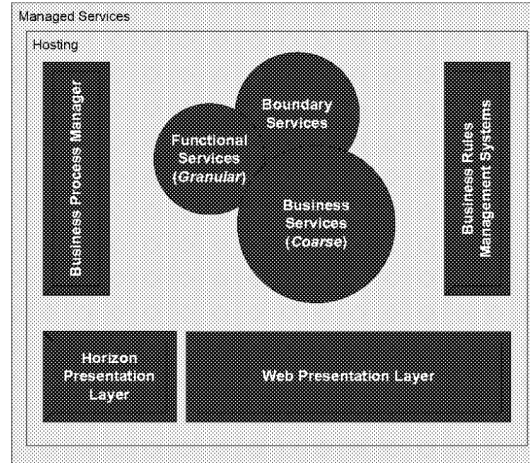 Managed Services
Hosting
Business Process Manager
Boundary
Services
Functional
Services
(Granular)
Business
Services
(Coarse)
Business Rules
Management Systems
Horizon
Presentation
Layer
Web Presentation Layer